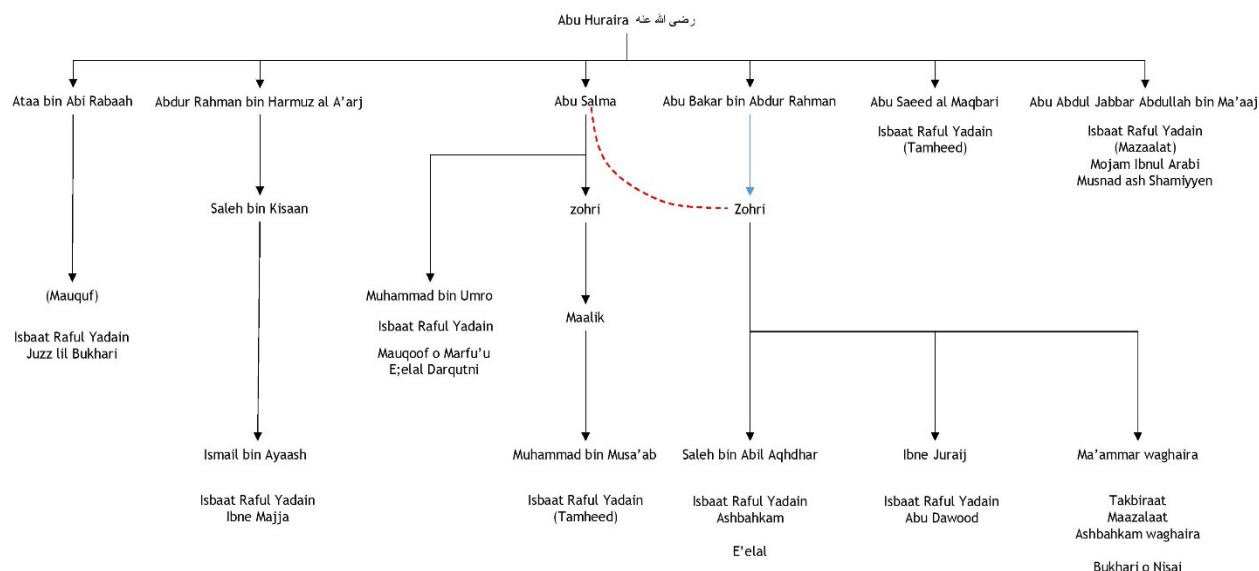 Abu Huraira رضى الله عنه
Ataa bin Abi Rabaah
Abdur Rahman bin Harmuz al A’arj
Abu Salma
Abu Bakar bin Abdur Rahman
Abu Saeed al Maqbari
Abu Abdul Jabbar Abdullah bin Ma’aaj
Isbaat Raful Yadain
(Tamheed)
Isbaat Raful Yadain
(Mazaalat)
Mojam Ibnul Arabi
Musnad ash Shamiyyen
Saleh bin Kisaan
zohri
Zohri
(Mauquf)
Isbaat Raful Yadain
Juzz lil Bukhari
Muhammad bin Umro
Isbaat Raful Yadain
Mauqoof o Marfu’u
E;elal Darqutni
Maalik
Ismail bin Ayaash
Isbaat Raful Yadain
Ibne Majja
Muhammad bin Musa’ab
Isbaat Raful Yadain
(Tamheed)
Saleh bin Abil Aqhdhar
Isbaat Raful Yadain
Ashbahkam
E’elal
Ibne Juraij
Isbaat Raful Yadain
Abu Dawood
Ma’ammar waghaira
Takbiraat
Maazalaat
Ashbahkam waghaira
Bukhari o Nisai